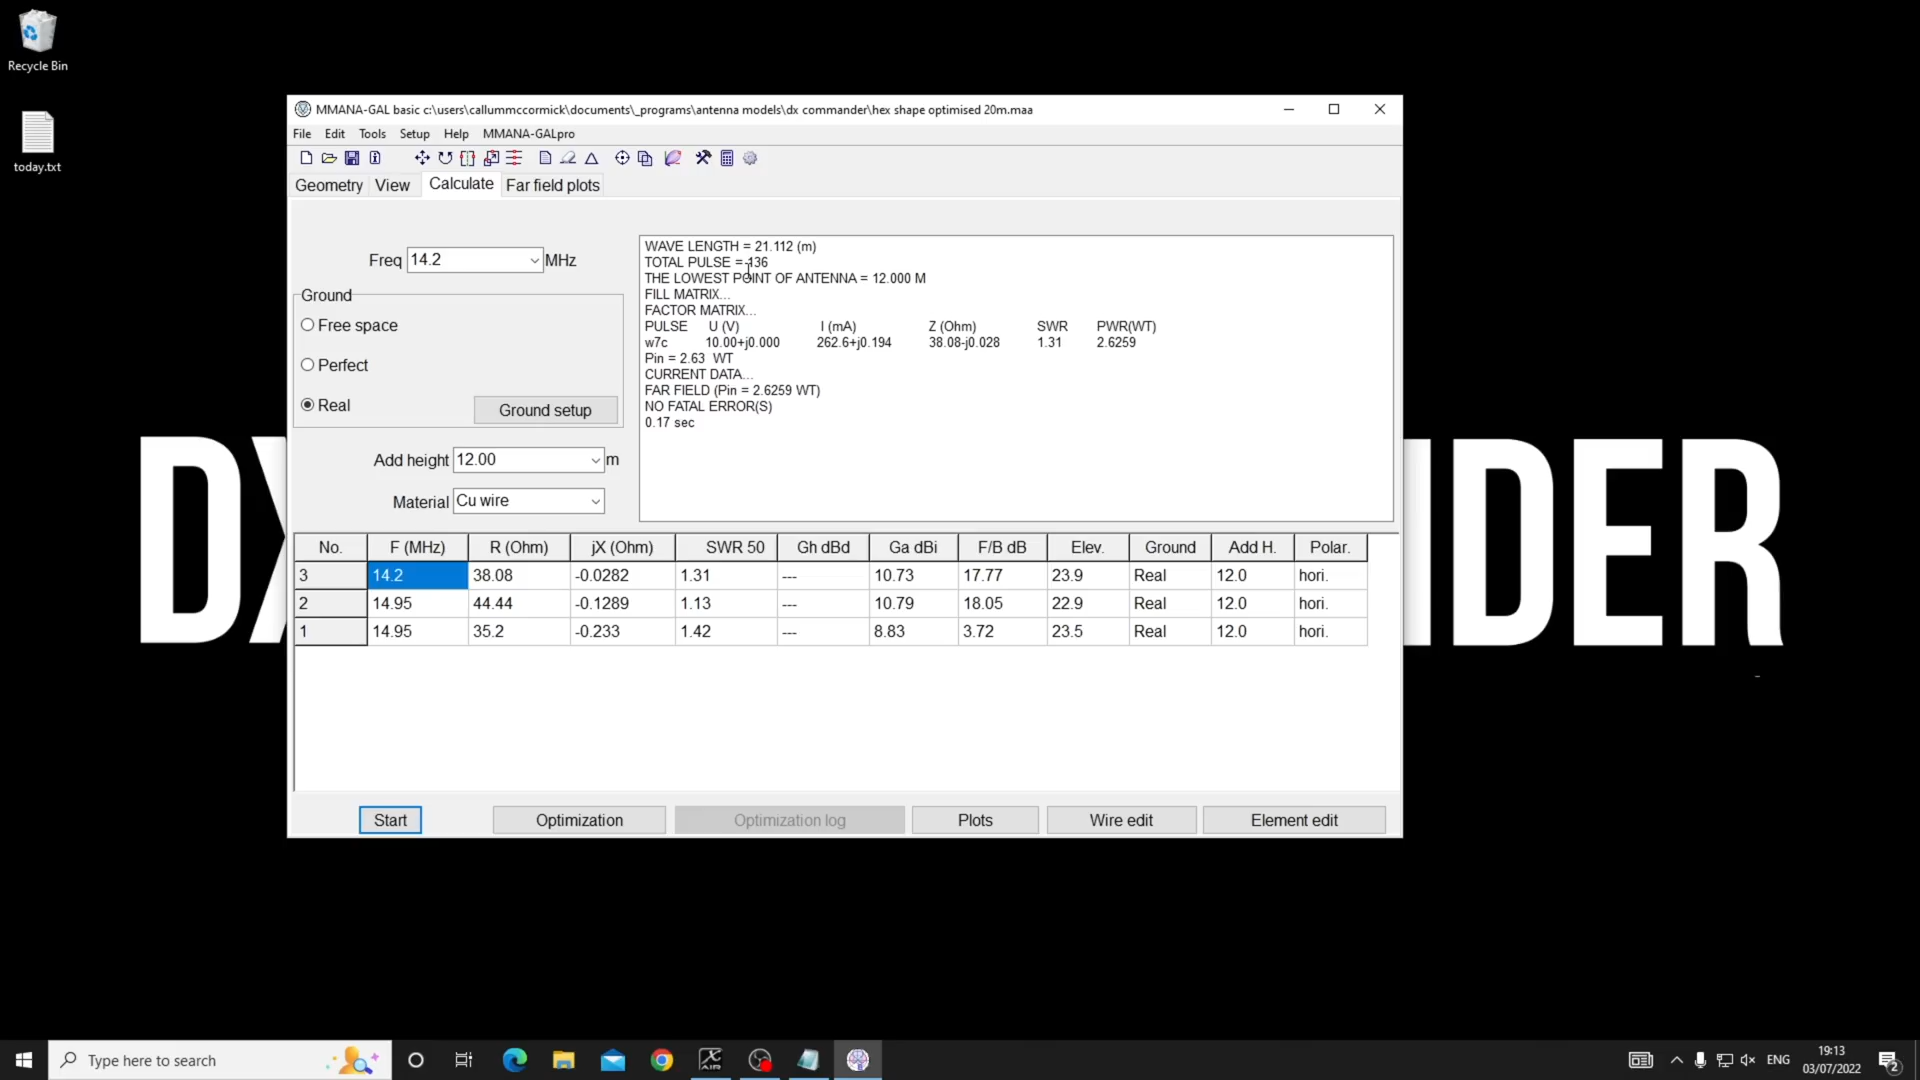 Recycle Bin
today.txt
DX
NDER
MMANA-GAL basic c:\users\callummccormick\documents\_programs\antenna models\dx commander\hex shape optimised 20m.maa
File Edit Tools Setup Help MMANA-GALpro
Geometry View Calculate Far field plots
Freq 14.2 MHz
Ground
Free space
Perfect
Real Ground setup
Add height 12.00 m
Material Cu wire
WAVE LENGTH = 21.112 (m)
TOTAL PULSE = 136
THE LOWEST POINT OF ANTENNA = 12.000 M
FILL MATRIX...
FACTOR MATRIX...
PULSE U (V) I (mA) Z (Ohm) SWR PWR(WT)
w7c 10.00+j0.000 262.6+j0.194 38.08-j0.028 1.31 2.6259
Pin = 2.63 WT
CURRENT DATA...
FAR FIELD (Pin = 2.6259 WT)
NO FATAL ERROR(S)
0.17 sec
No. F (MHz) R (Ohm) jX (Ohm) SWR 50 Gh dBd Ga dBi F/B dB Elev. Ground Add H. Polar.
3 14.2 38.08 -0.0282 1.31 --- 10.73 17.77 23.9 Real 12.0 hori.
2 14.95 44.44 -0.1289 1.13 --- 10.79 18.05 22.9 Real 12.0 hori.
1 14.95 35.2 -0.233 1.42 --- 8.83 3.72 23.5 Real 12.0 hori.
Start Optimization Optimization log Plots Wire edit Element edit
Type here to search
X AIR
ENG
19:13
03/07/2022
2